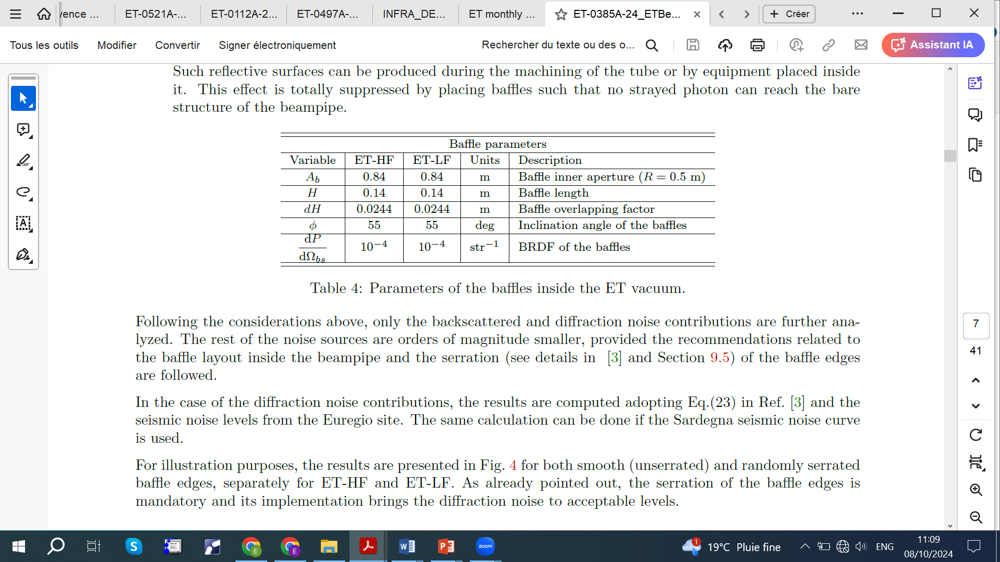 ence ...
ET-0521A-...
ET-0112A-2...
ET-0497A-...
INFRA_DE...
ET monthly ...
ET-0385A-24_ETBe...
Créer
Tous les outils
Modifier
Convertir
Signer électroniquement
Rechercher du texte ou des o...
Assistant IA
Such reflective surfaces can be produced during the machining of the tube or by equipment placed inside
it. This effect is totally suppressed by placing baffles such that no strayed photon can reach the bare
structure of the beampipe.
Baffle parameters
Variable ET-HF ET-LF Units Description
A_b 0.84 0.84 m Baffle inner aperture (R = 0.5 m)
H 0.14 0.14 m Baffle length
dH 0.0244 0.0244 m Baffle overlapping factor
ϕ 55 55 deg Inclination angle of the baffles
dP/dΩ_bs 10⁻⁴ 10⁻⁴ str⁻¹ BRDF of the baffles
Table 4: Parameters of the baffles inside the ET vacuum.
Following the considerations above, only the backscattered and diffraction noise contributions are further ana-
lyzed. The rest of the noise sources are orders of magnitude smaller, provided the recommendations related to
the baffle layout inside the beampipe and the serration (see details in [3] and Section 9.5) of the baffle edges
are followed.
In the case of the diffraction noise contributions, the results are computed adopting Eq.(23) in Ref. [3] and the
seismic noise levels from the Euregio site. The same calculation can be done if the Sardegna seismic noise curve
is used.
For illustration purposes, the results are presented in Fig. 4 for both smooth (unserrated) and randomly serrated
baffle edges, separately for ET-HF and ET-LF. As already pointed out, the serration of the baffle edges is
mandatory and its implementation brings the diffraction noise to acceptable levels.
7
41
S
E
E
W
P
zoom
1
19°C Pluie fine
ENG
11:09
08/10/2024